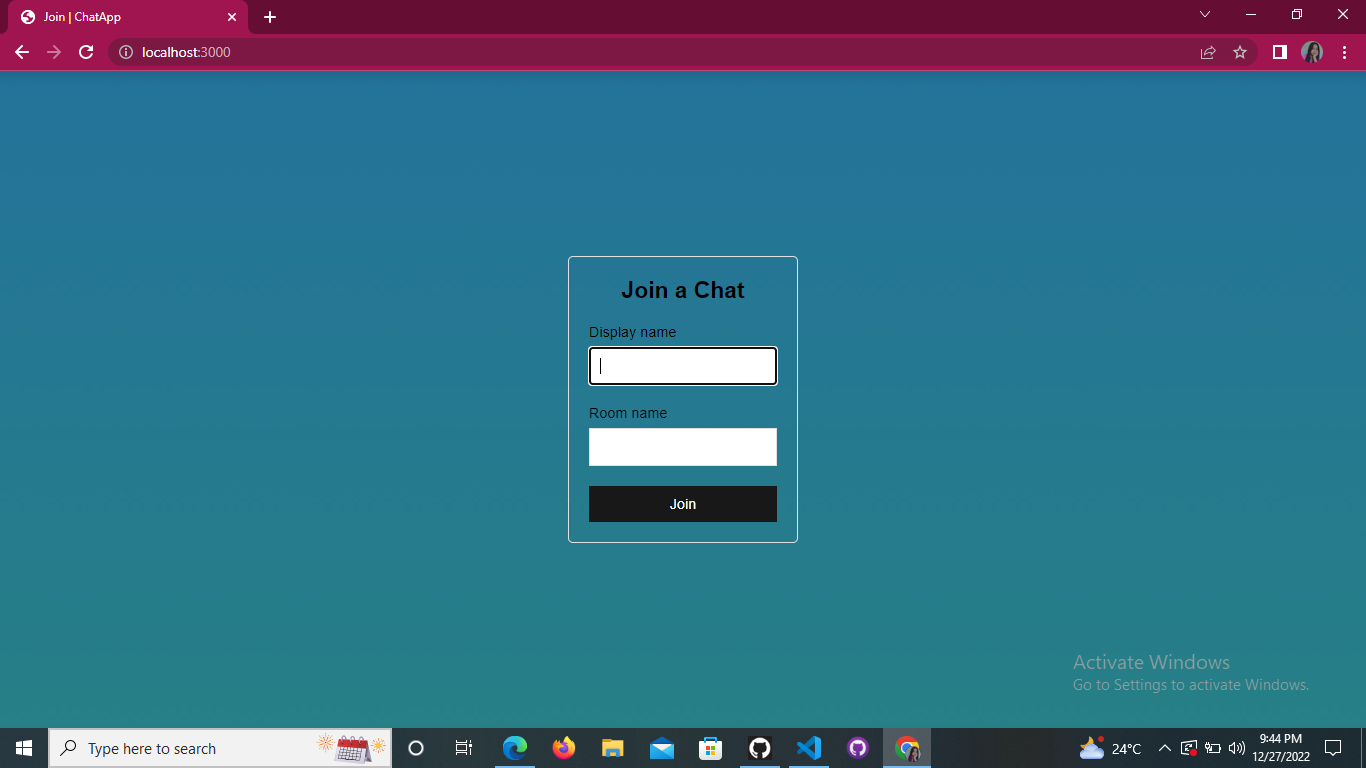 Join | ChatApp
localhost:3000
Join a Chat
Display name
Room name
Join
Activate Windows
Go to Settings to activate Windows.
Type here to search
24°C
9:44 PM
12/27/2022